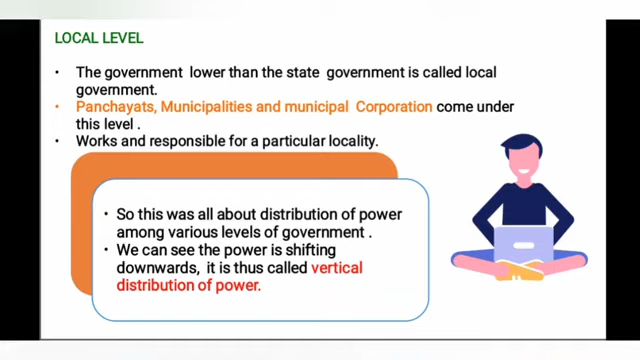 LOCAL LEVEL
• The government lower than the state government is called local
government.
• Panchayats, Municipalities and municipal Corporation come under
this level .
• Works and responsible for a particular locality.
• So this was all about distribution of power
among various levels of government .
• We can see the power is shifting
downwards, it is thus called vertical
distribution of power.